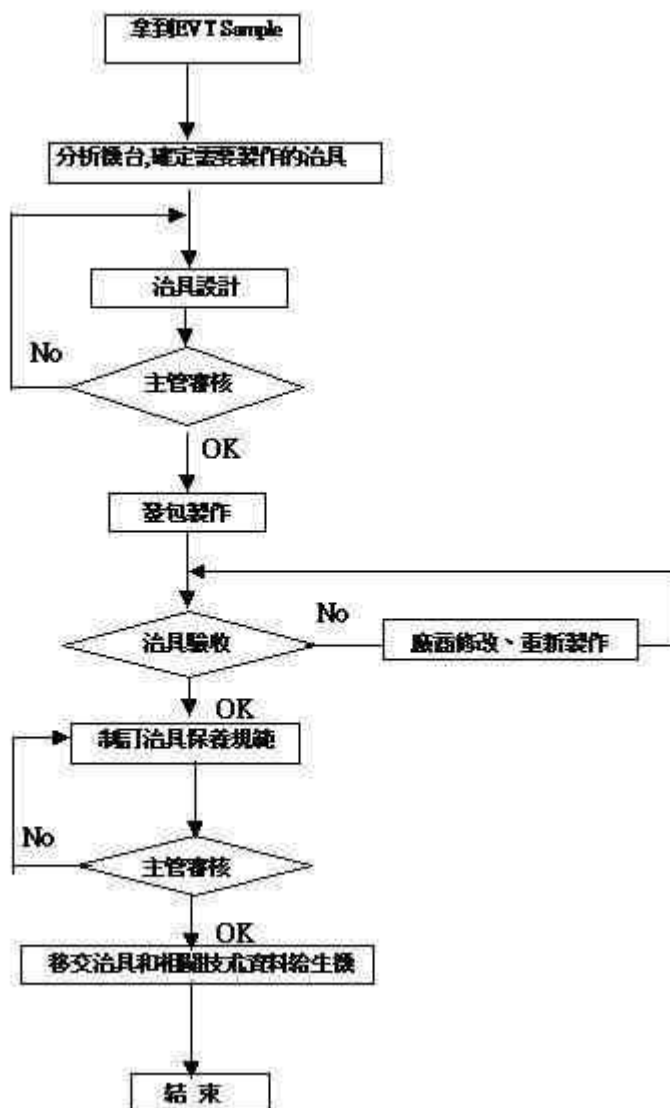 拿到EVT Sample
分析機台,確定需要製作的治具
治具設計
No
主管審核
OK
發包製作
No
治具驗收
廠商修改、重新製作
OK
制訂治具保養規範
No
主管審核
OK
移交治具和相關技术資料給生機
結 束